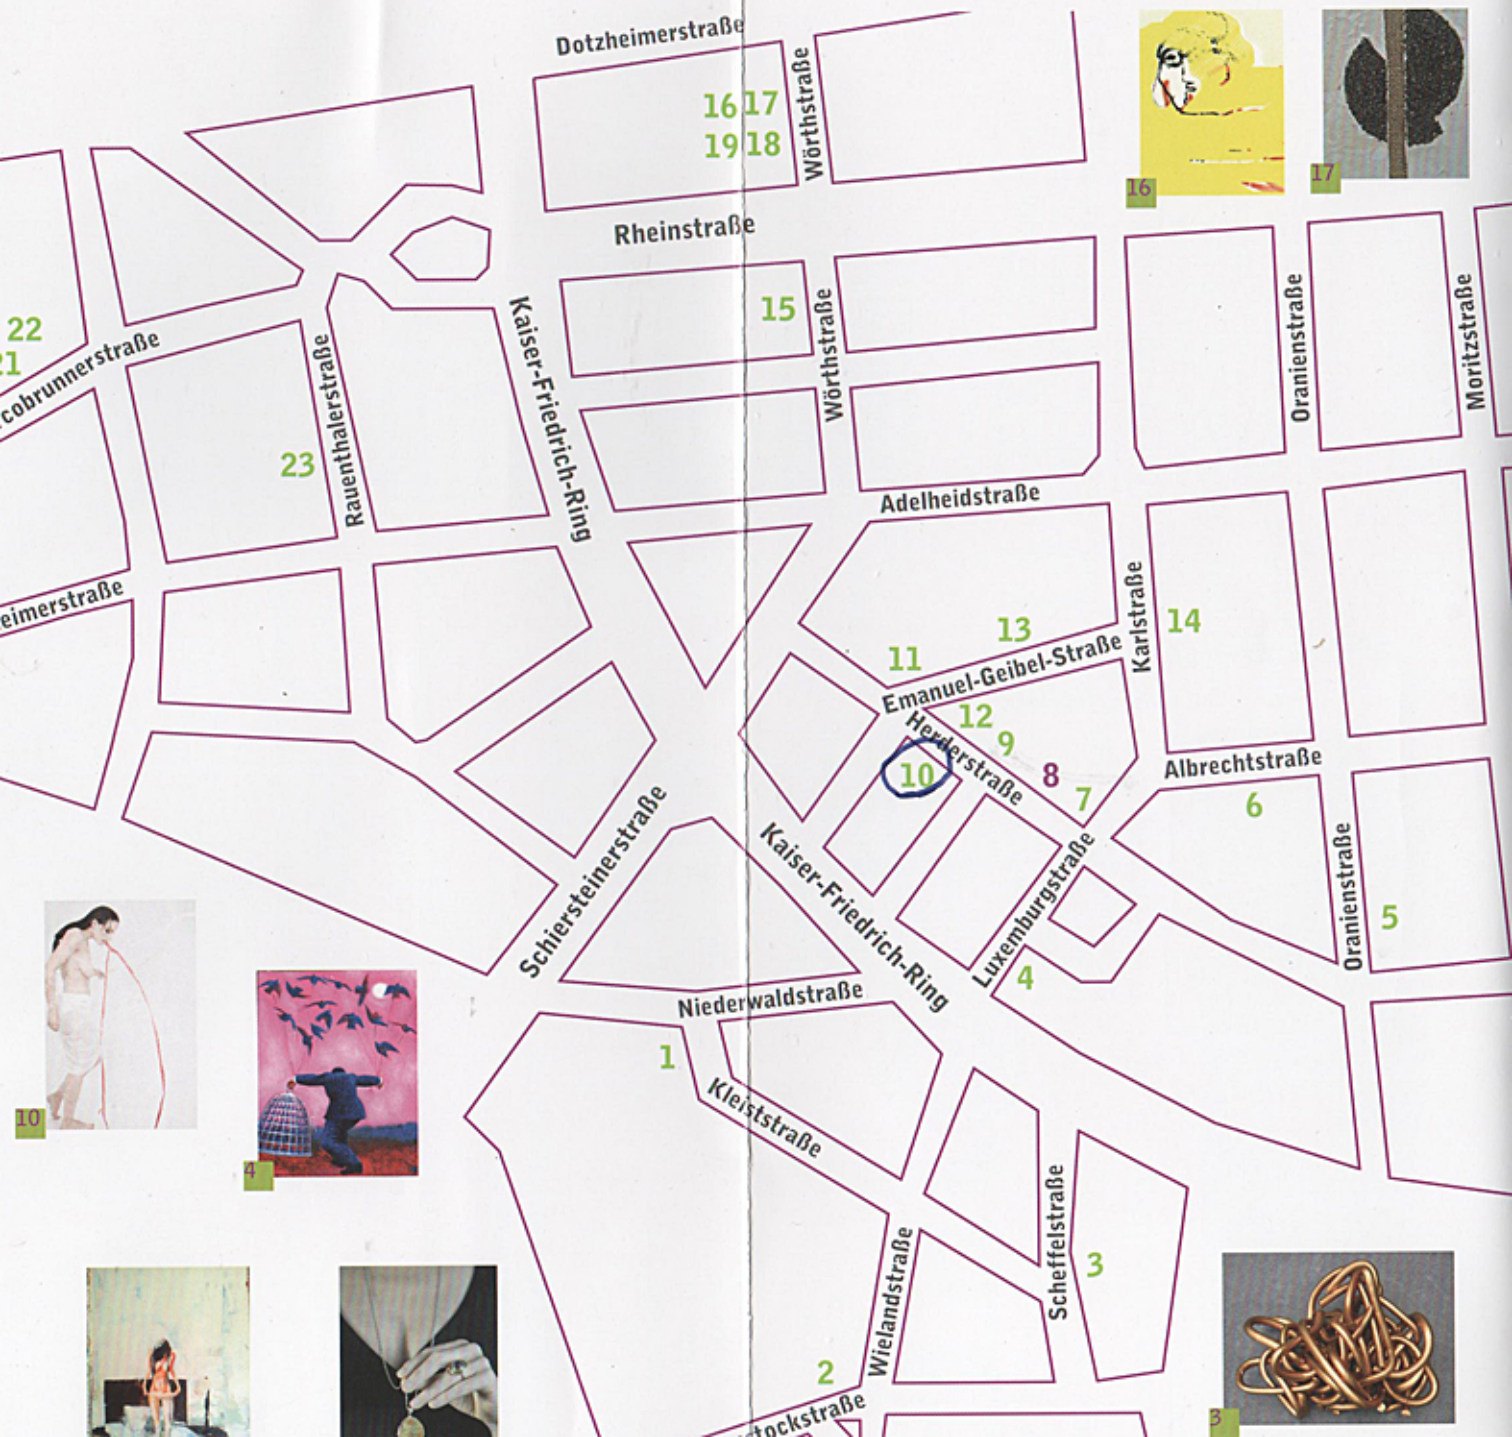 Dotzheimerstraße
Wörthstraße
16 17
19 18
16
17
Rheinstraße
22
21
cobrunnerstraße
15
Kaiser-Friedrich-Ring
Wörthstraße
Oranienstraße
Moritzstraße
Rauenthalerstraße
23
Adelheidstraße
eimerstraße
Karlstraße
14
13
11
Emanuel-Geibel-Straße
12
Herderstraße
9
10
8
7
Albrechtstraße
6
Schiersteinerstraße
Kaiser-Friedrich-Ring
Luxemburgstraße
Oranienstraße
5
4
Niederwaldstraße
1
Kleiststraße
10
4
Scheffelstraße
3
Wielandstraße
2
stockstraße
3